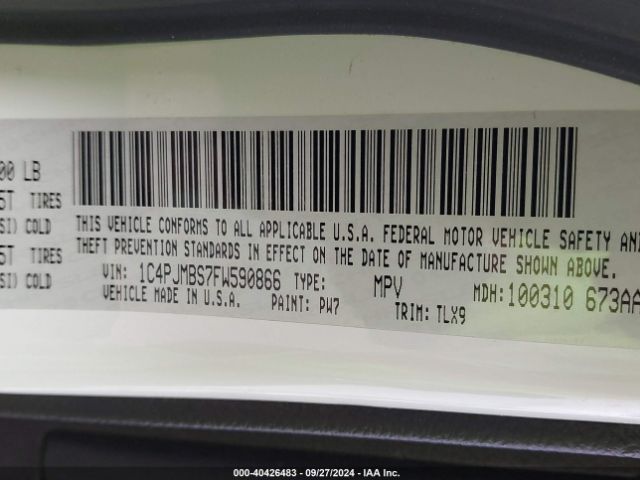 00 LB
5T TIRES
SI) COLD
5T TIRES
SI) COLD
THIS VEHICLE CONFORMS TO ALL APPLICABLE U.S.A. FEDERAL MOTOR VEHICLE SAFETY AN
THEFT PREVENTION STANDARDS IN EFFECT ON THE DATE OF MANUFACTURE SHOWN ABOVE.
VIN: 1C4PJMBS7FW590866 TYPE: MPV MDH:100310 673AA
VEHICLE MADE IN U.S.A. PAINT: PW7 TRIM: TLX9
000-40426483 - 09/27/2024 - IAA Inc.